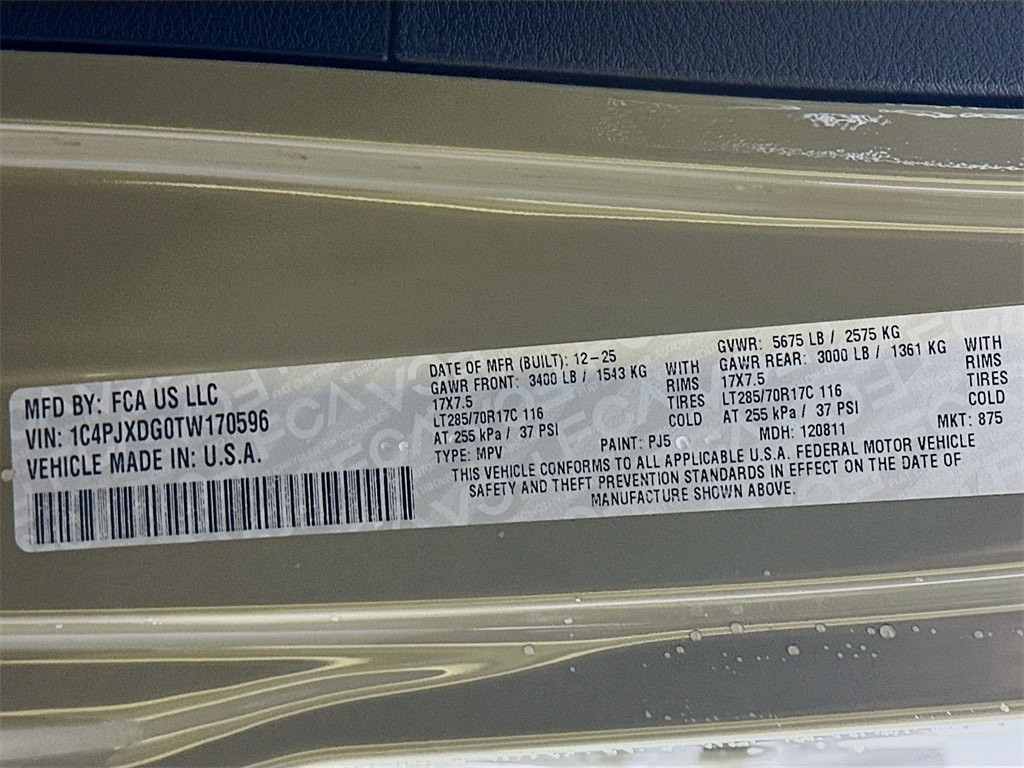 MFD BY: FCA US LLC
VIN: 1C4PJXDG0TW170596
VEHICLE MADE IN: U.S.A.
DATE OF MFR (BUILT): 12-25
GAWR FRONT: 3400 LB / 1543 KG WITH
17X7.5 RIMS
LT285/70R17C 116 TIRES
AT 255 kPa / 37 PSI COLD
TYPE: MPV PAINT: PJ5
GVWR: 5675 LB / 2575 KG
GAWR REAR: 3000 LB / 1361 KG WITH
17X7.5 RIMS
LT285/70R17C 116 TIRES
AT 255 kPa / 37 PSI COLD
MDH: 120811 MKT: 875
THIS VEHICLE CONFORMS TO ALL APPLICABLE U.S.A. FEDERAL MOTOR VEHICLE
SAFETY AND THEFT PREVENTION STANDARDS IN EFFECT ON THE DATE OF
MANUFACTURE SHOWN ABOVE.